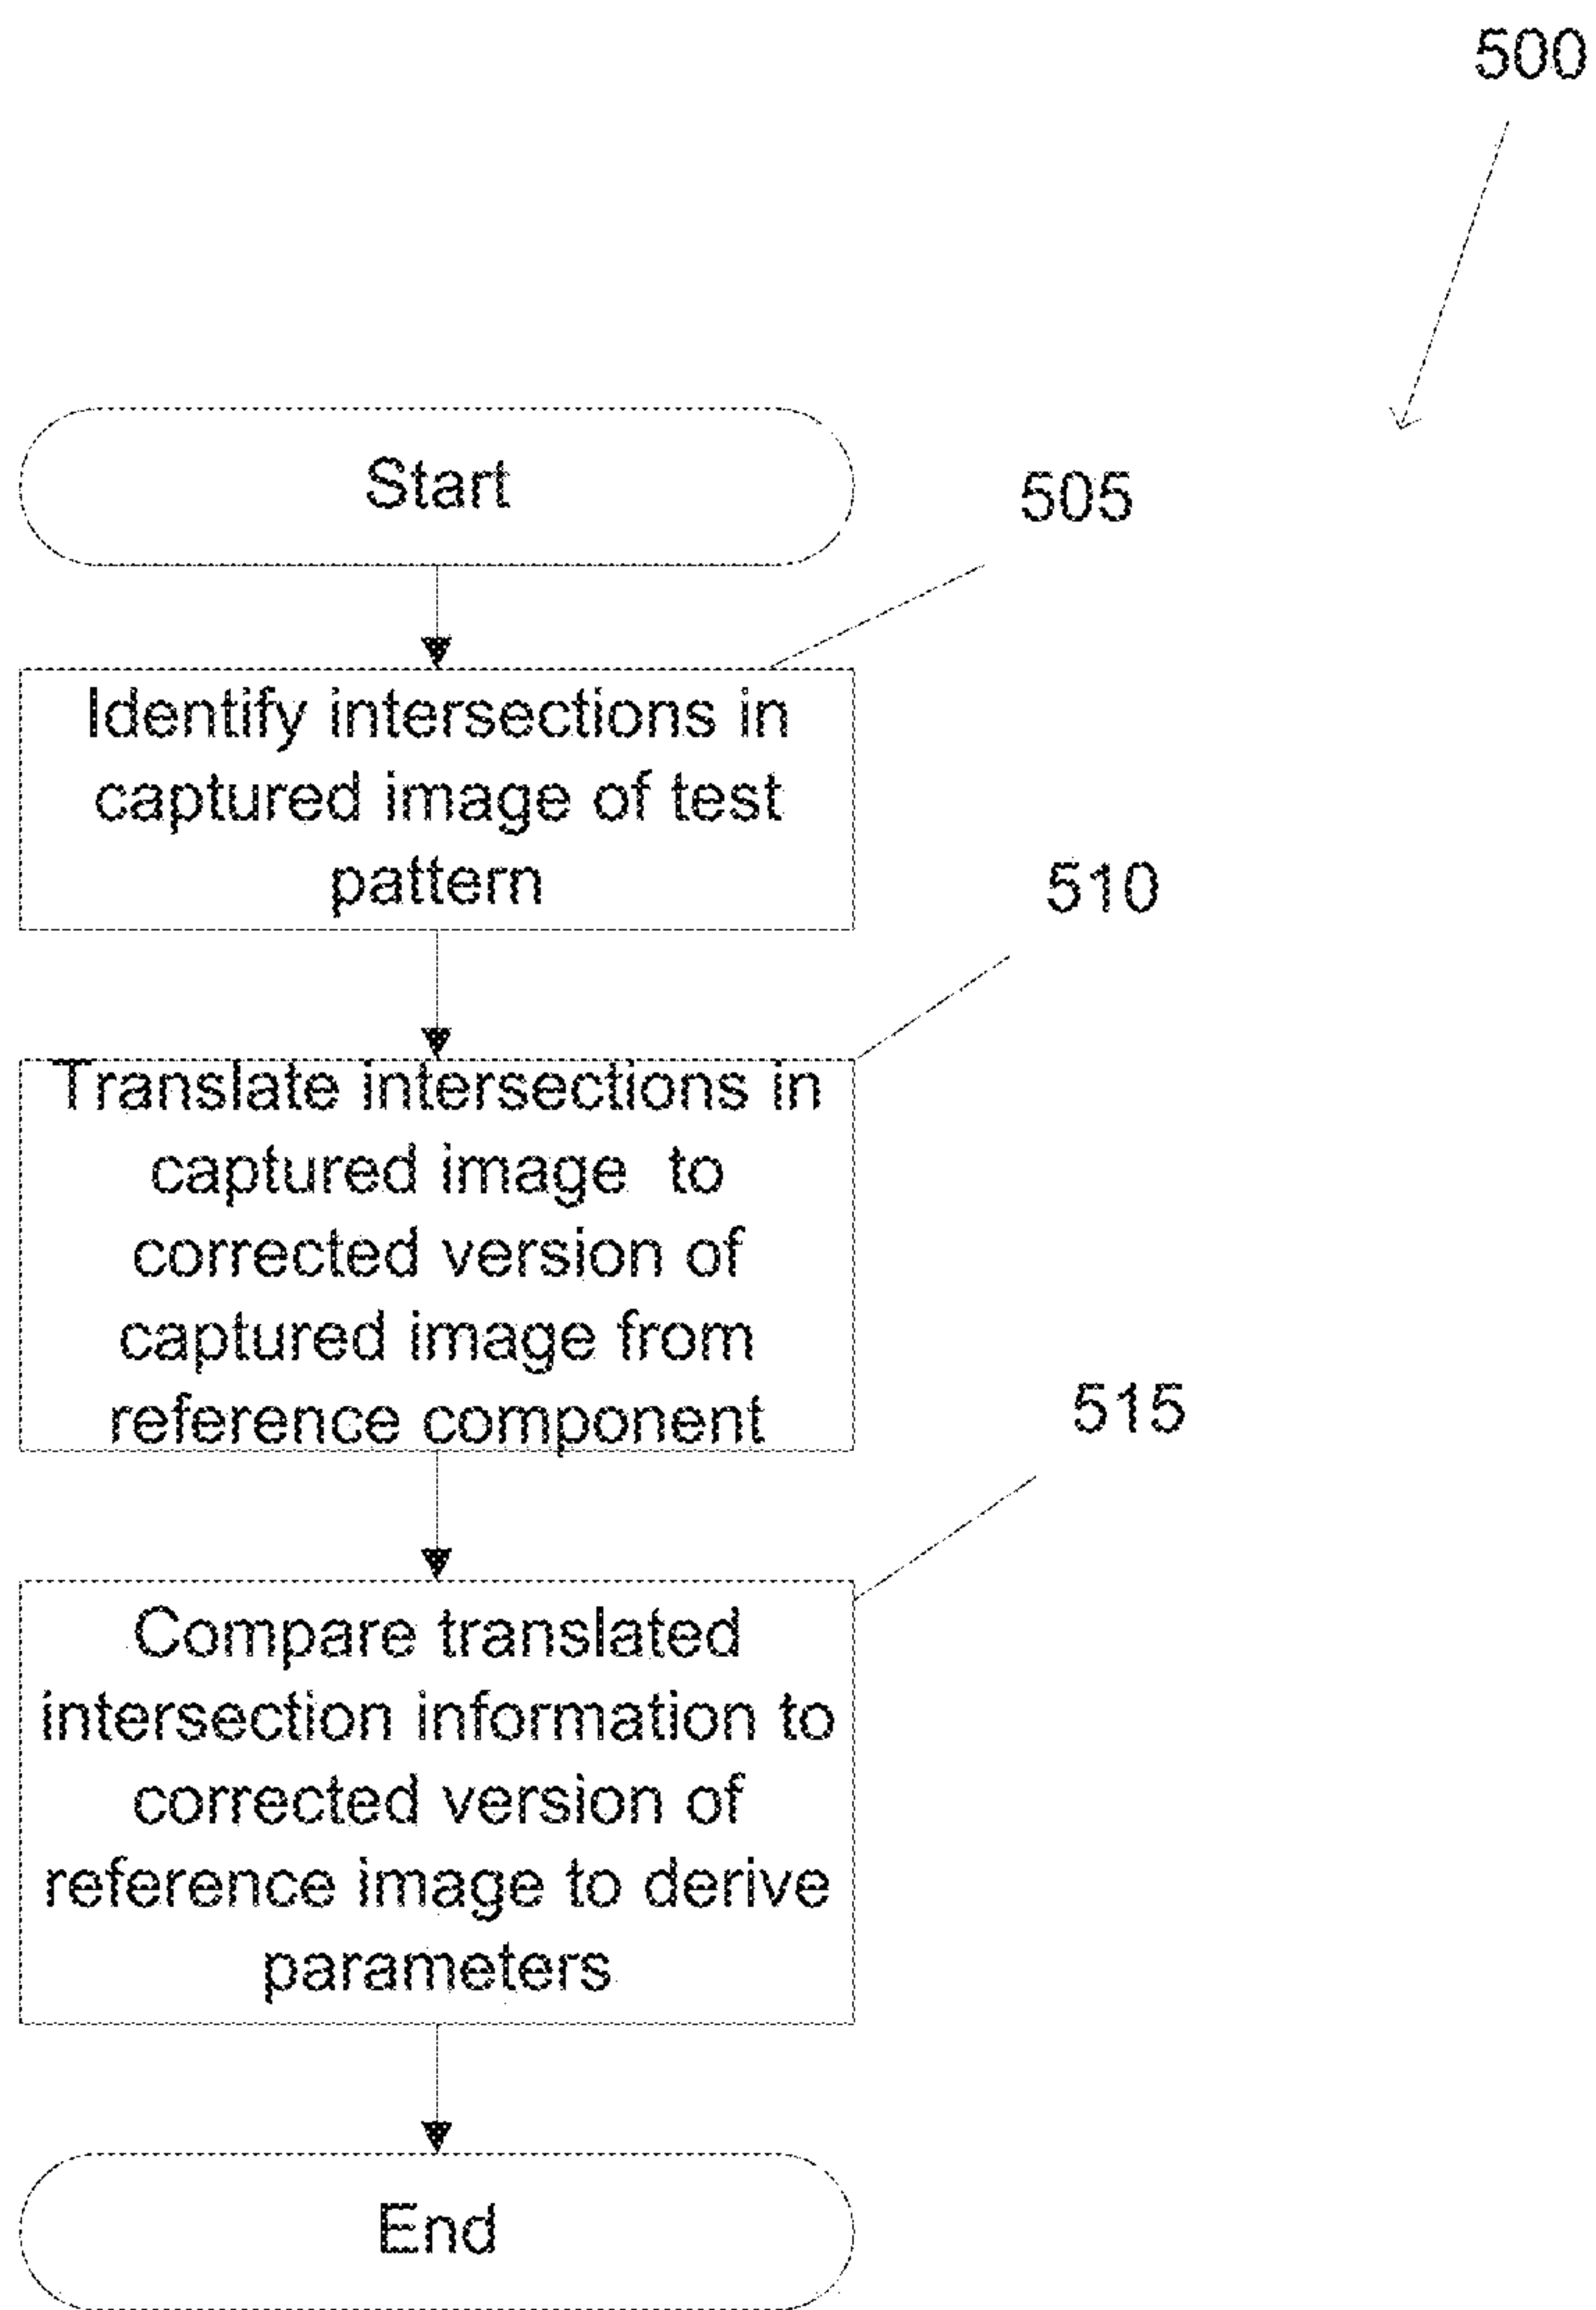 500
Start
505
Identify intersections in
captured image of test
pattern
510
Translate intersections in
captured image to
corrected version of
captured image from
reference component
515
Compare translated
intersection information to
corrected version of
reference image to derive
parameters
End